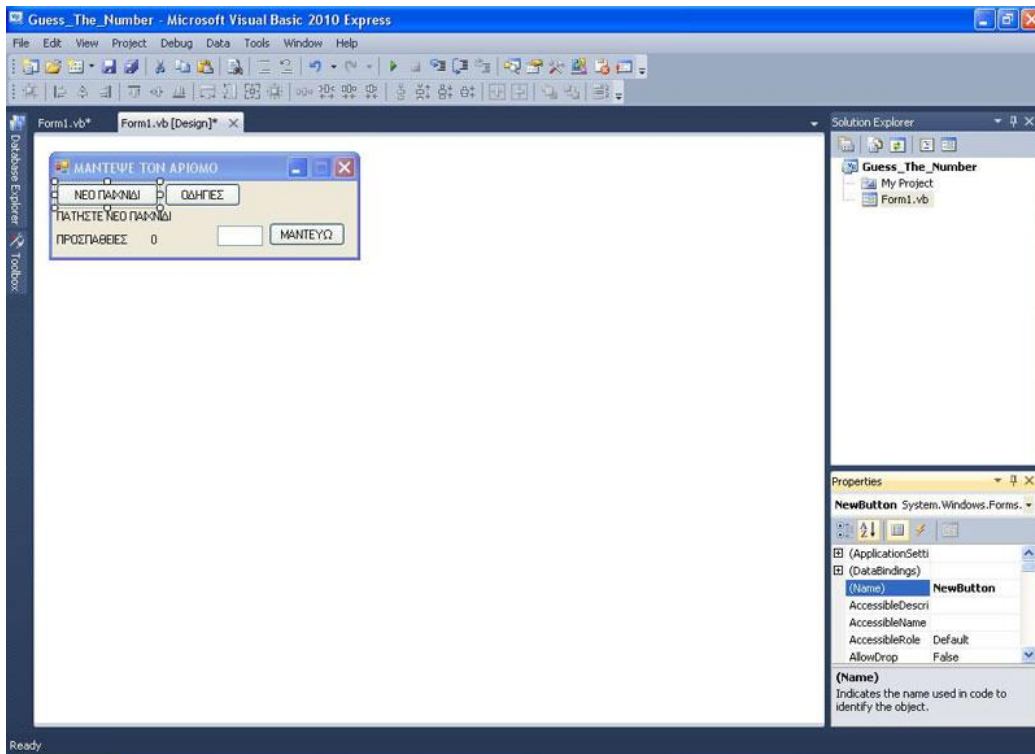 Guess_The_Number - Microsoft Visual Basic 2010 Express
File Edit View Project Debug Data Tools Window Help
Form1.vb* Form1.vb [Design]*
Database Explorer
Toolbox
ΜΑΝΤΕΨΕ ΤΟΝ ΑΡΙΘΜΟ
ΝΕΟ ΠΑΙΧΝΙΔΙ ΟΔΗΓΙΕΣ
ΠΑΤΗΣΤΕ ΝΕΟ ΠΑΙΧΝΙΔΙ
ΠΡΟΣΠΑΘΕΙΕΣ 0 ΜΑΝΤΕΥΩ
Solution Explorer
Guess_The_Number
My Project
Form1.vb
Properties
NewButton System.Windows.Forms.
(ApplicationSetti
(DataBindings)
(Name) NewButton
AccessibleDescri
AccessibleName
AccessibleRole Default
AllowDrop False
(Name)
Indicates the name used in code to
identify the object.
Ready